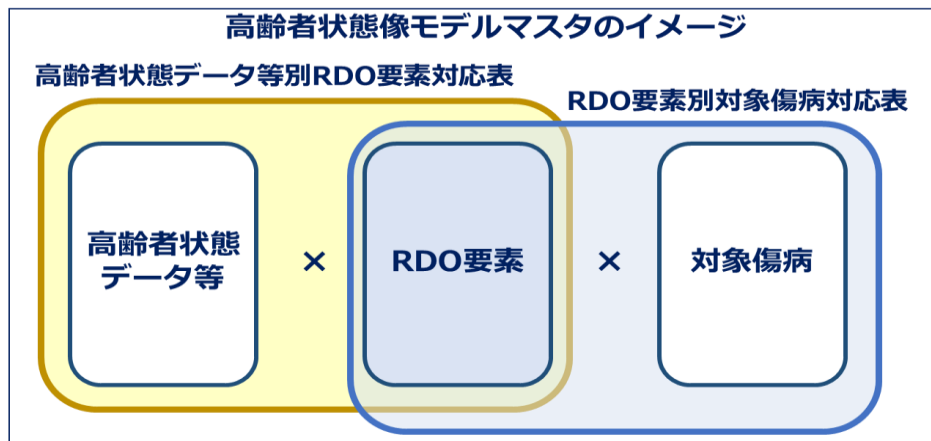 高齢者状態像モデルマスタのイメージ
高齢者状態データ等別RDO要素対応表
RDO要素別対象傷病対応表
高齢者状態
データ等
×
RDO要素
×
対象傷病